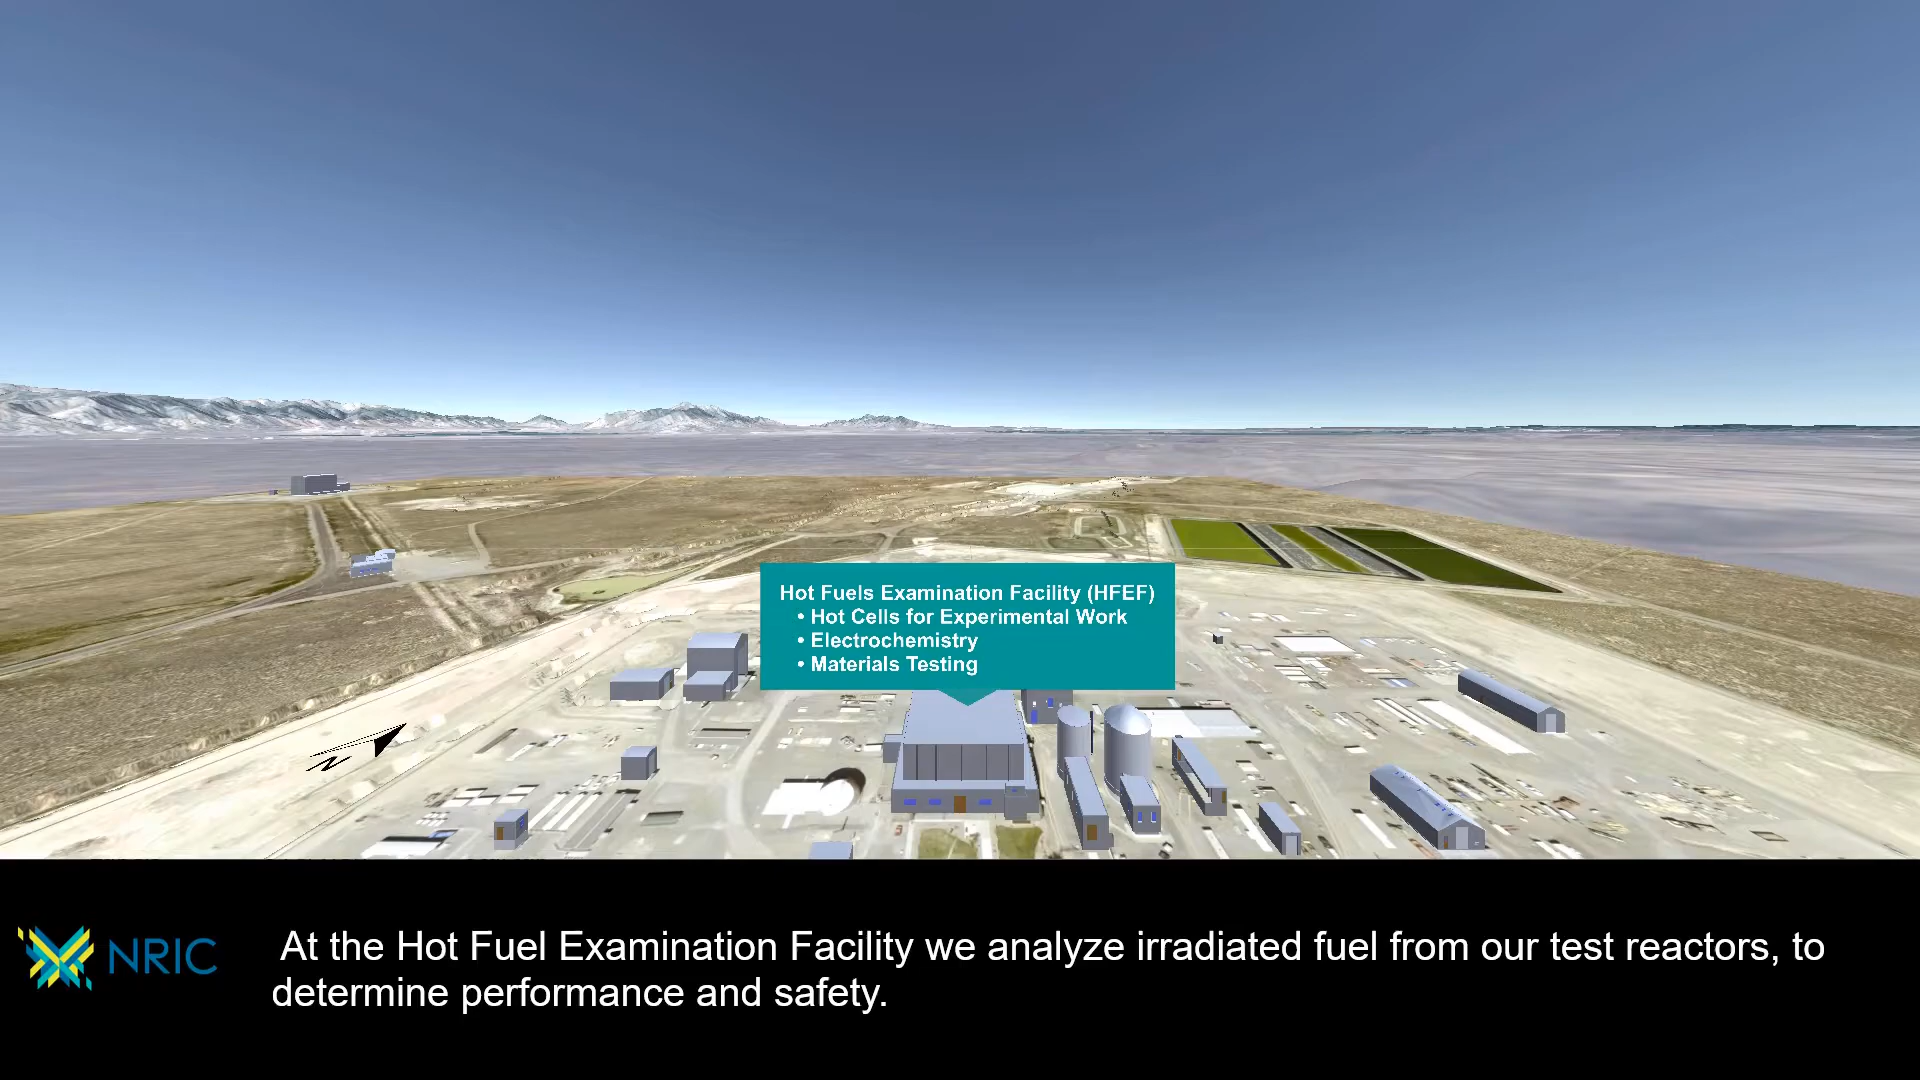 Hot Fuels Examination Facility (HFEF)
• Hot Cells for Experimental Work
• Electrochemistry
• Materials Testing
N
NRIC
At the Hot Fuel Examination Facility we analyze irradiated fuel from our test reactors, to
determine performance and safety.